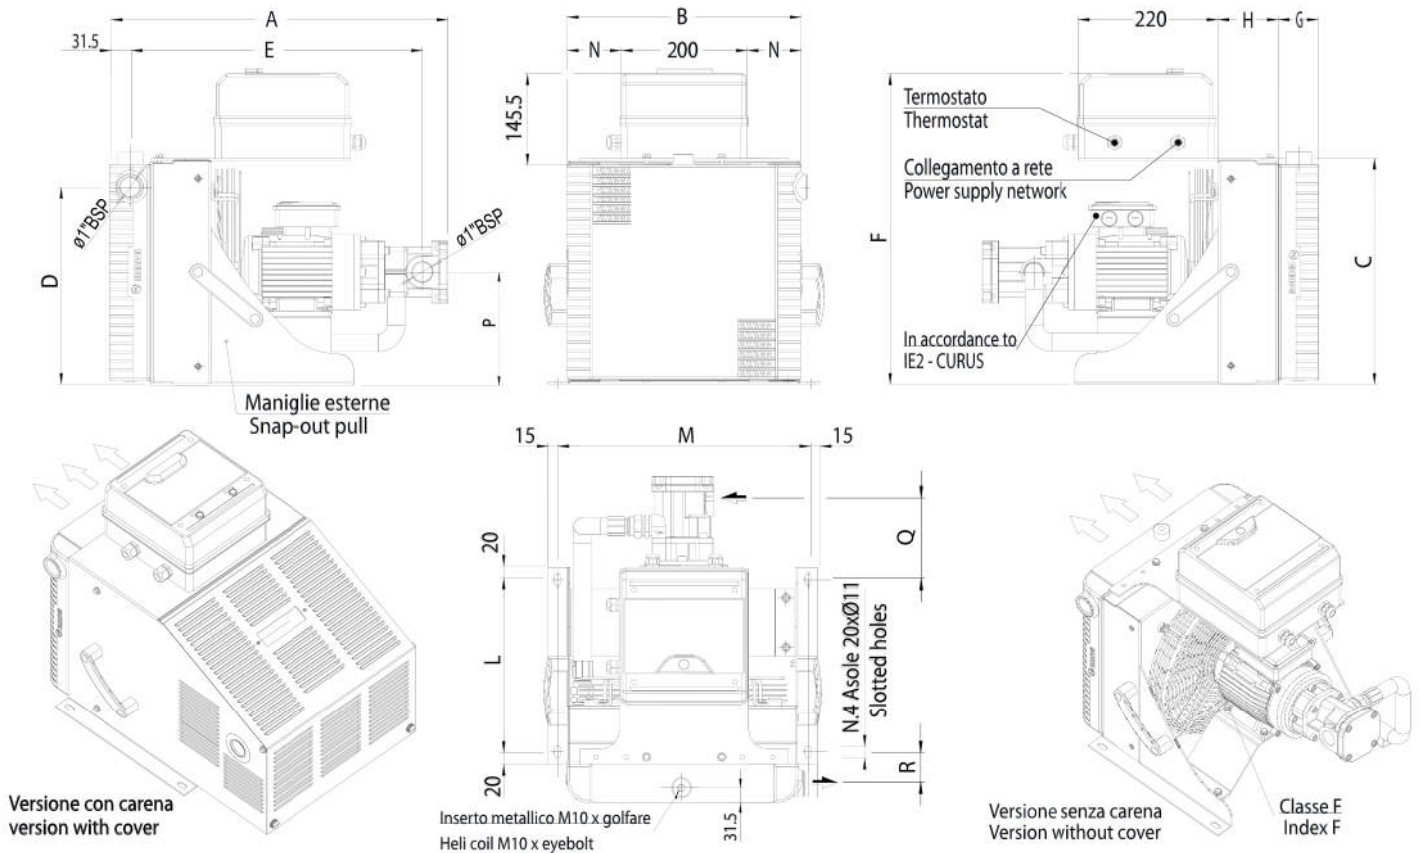 A
31.5
E
ø1"BSP
ø1"BSP
D
P
Maniglie esterne
Snap-out pull
B
N
200
N
145.5
220
H
G
Termostato
Thermostat
Collegamento a rete
Power supply network
F
C
In accordance to
IE2 - CURUS
Versione con carena
version with cover
15
M
15
20
L
20
Q
N.4 Asole 20xØ11
Slotted holes
R
31.5
Inserto metallico M10 x golfare
Heli coil M10 x eyebolt
Versione senza carena
Version without cover
Classe F
Index F